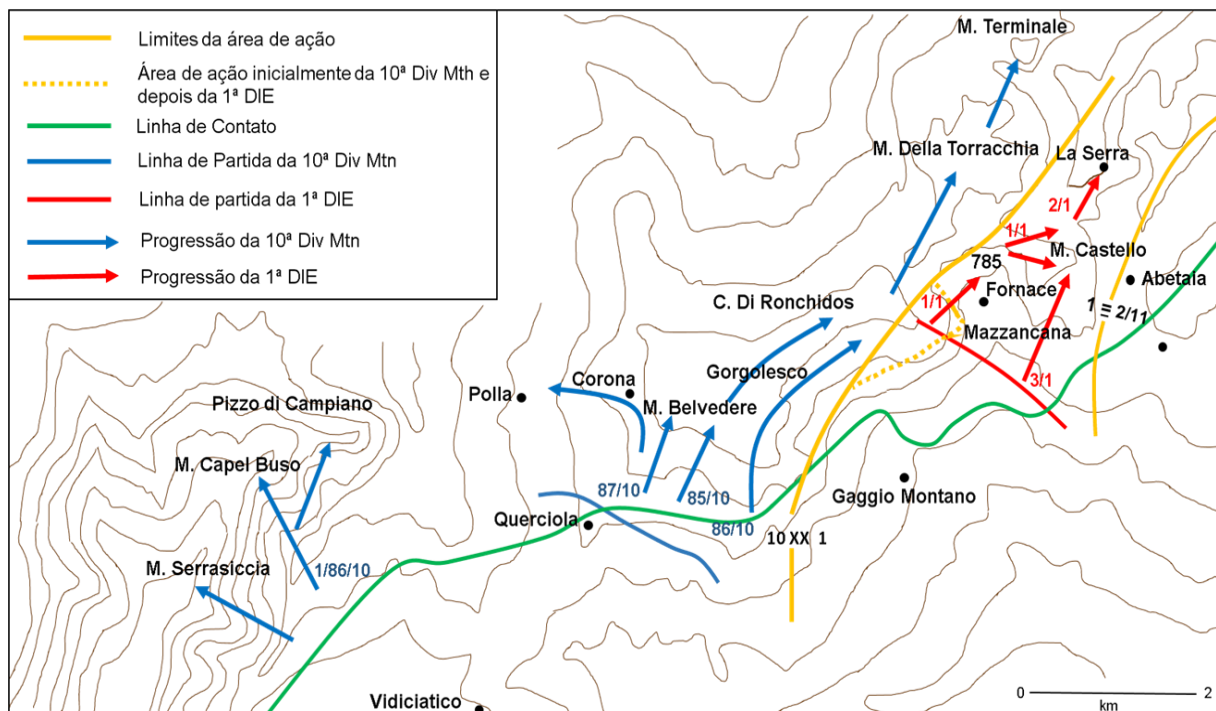 Limites da área de ação
Área de ação inicialmente da 10ª Div Mth e
depois da 1ª DIE
Linha de Contato
Linha de Partida da 10ª Div Mtn
Linha de partida da 1ª DIE
Progressão da 10ª Div Mtn
Progressão da 1ª DIE
M. Terminale
M. Della Torracchia
La Serra
2/1
1/1
M. Castello
785
Abetaia
C. Di Ronchidos
1/1
Fornace
1 ≡ 2/11
Mazzancana
Gorgolesco
3/1
Polla
Corona
M. Belvedere
Pizzo di Campiano
M. Capel Buso
87/10
85/10
Gaggio Montano
Querciola
86/10
10 XX 1
M. Serrasiccia
1/86/10
Vidiciatico
0 2
km